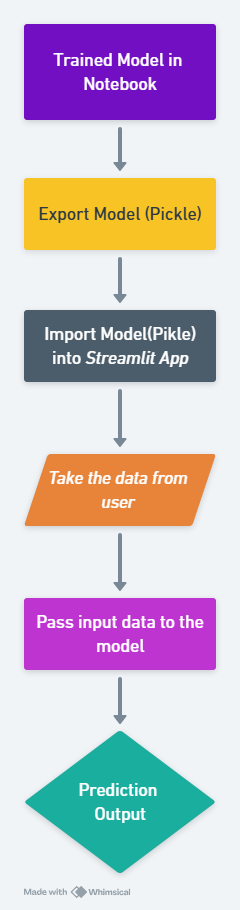 Trained Model in
Notebook
Export Model (Pickle)
Import Model(Pikle)
into Streamlit App
Take the data from
user
Pass input data to the
model
Prediction
Output
Made with Whimsical